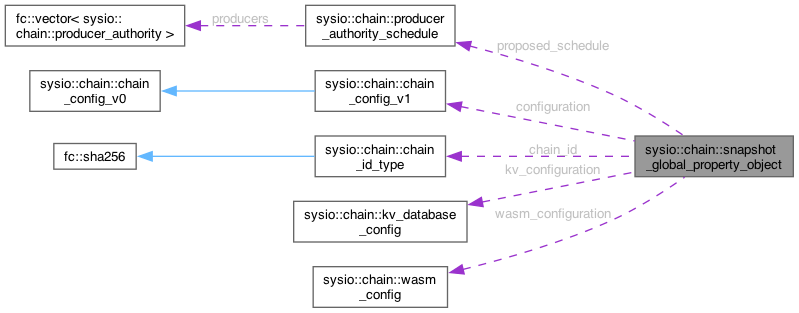 fc::vector< sysio::
chain::producer_authority >
producers
sysio::chain::producer
_authority_schedule
proposed_schedule
sysio::chain::chain
_config_v0
sysio::chain::chain
_config_v1
configuration
fc::sha256
sysio::chain::chain
_id_type
chain_id
sysio::chain::snapshot
_global_property_object
kv_configuration
sysio::chain::kv_database
_config
wasm_configuration
sysio::chain::wasm
_config